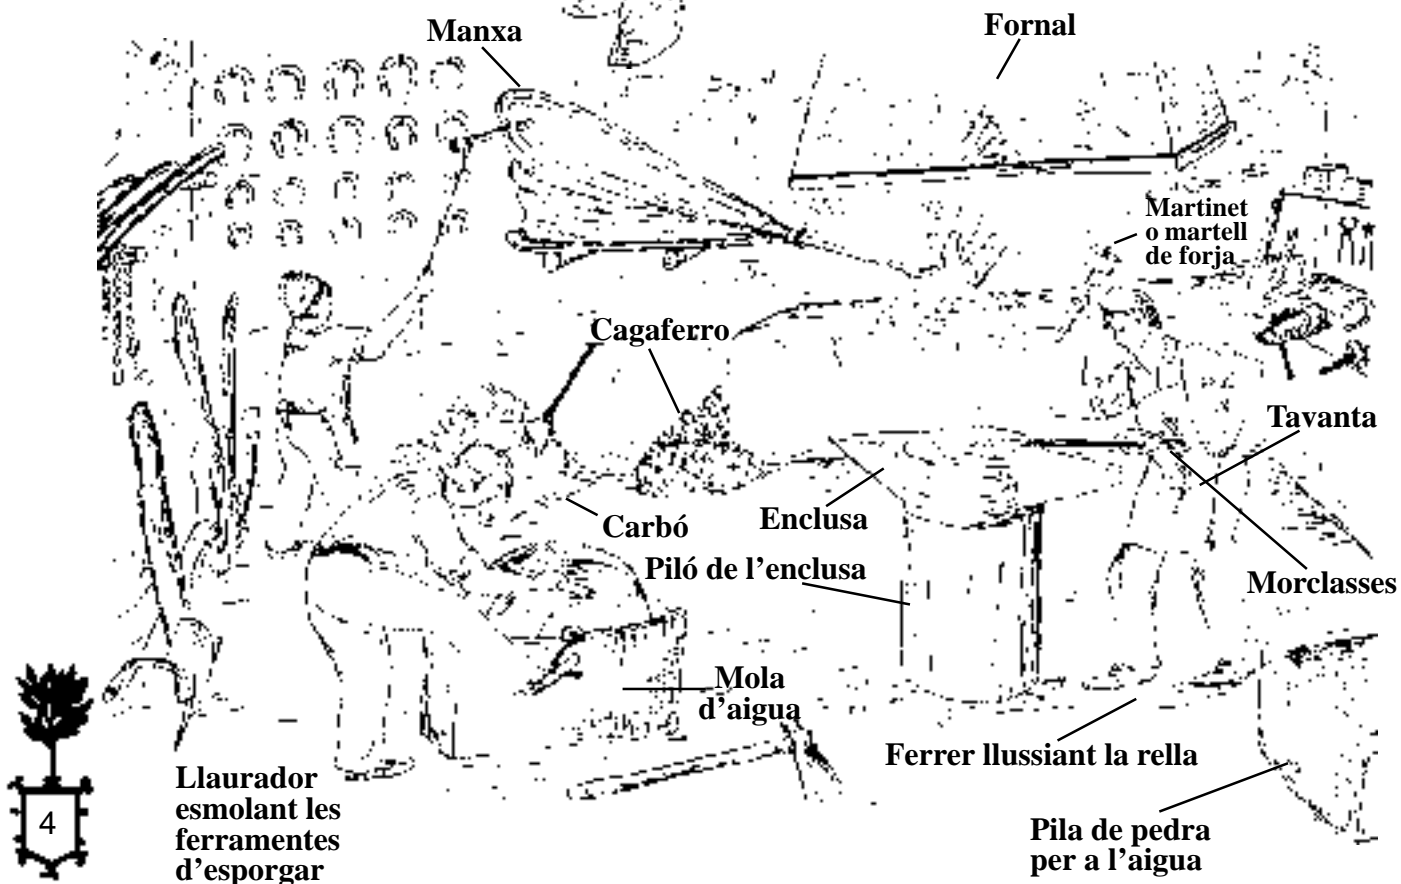 Manxa
Fornal
Martinet
o martell
de forja
Cagaferro
Tavanta
Carbó
Enclusa
Piló de l’enclusa
Morclasses
Mola
d’aigua
Ferrer llussiant la rella
Llaurador
esmolant les
ferramentes
d’esporgar
Pila de pedra
per a l’aigua
4